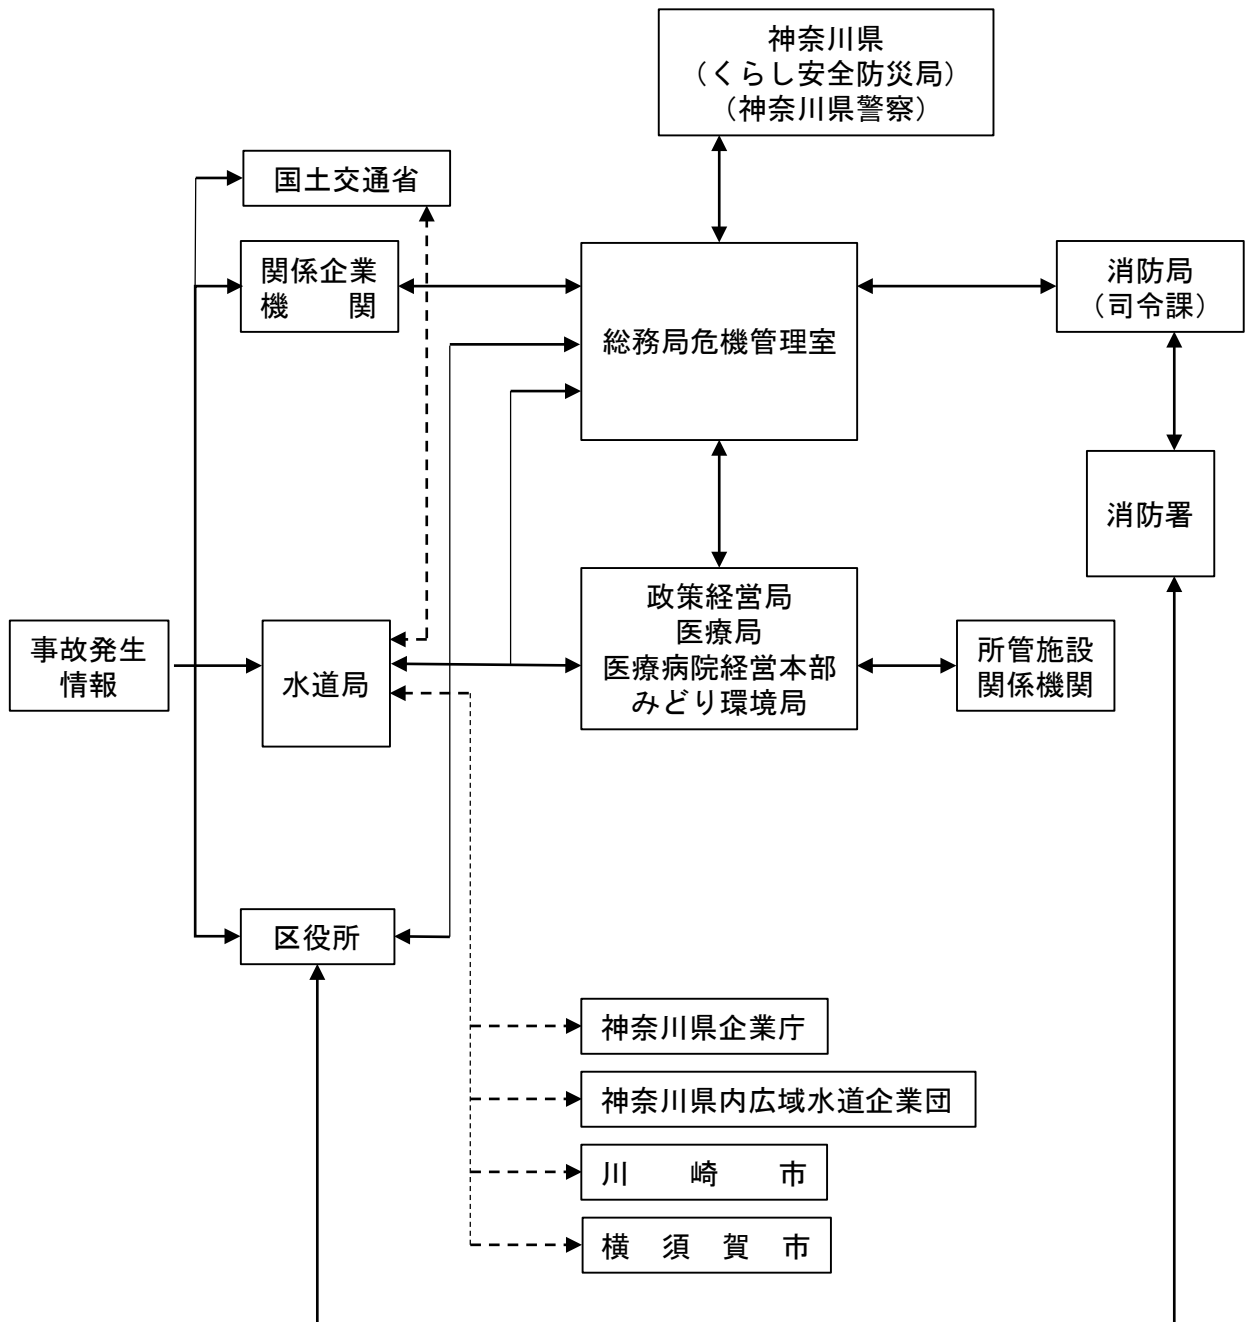 神奈川県
（くらし安全防災局）
（神奈川県警察）
国土交通省
関係企業
機　　関
総務局危機管理室
消防局
（司令課）
消防署
事故発生
情報
水道局
政策経営局
医療局
医療病院経営本部
みどり環境局
所管施設
関係機関
区役所
神奈川県企業庁
神奈川県内広域水道企業団
川　　崎　　市
横　須　賀　市